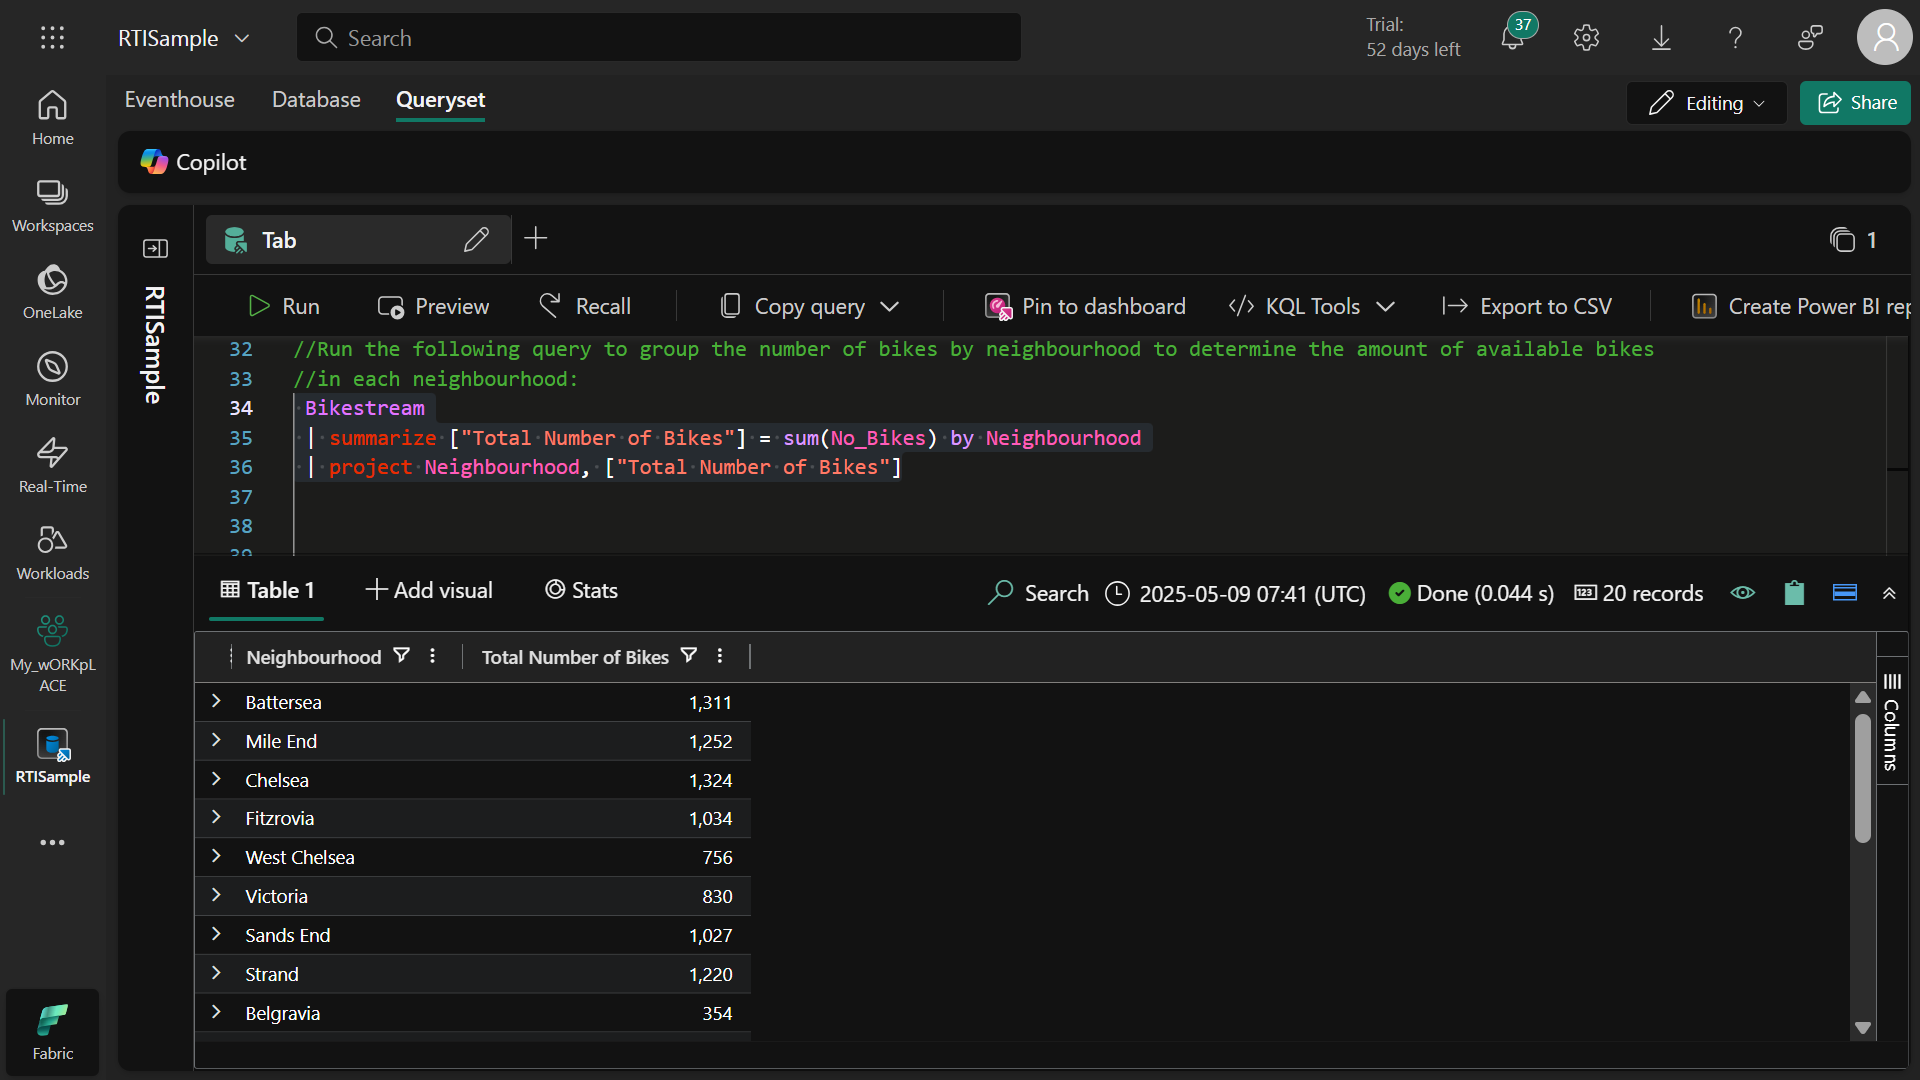 RTISample
Search
Trial:
52 days left
37
Home
Workspaces
OneLake
Monitor
Real-Time
Workloads
My_wORKpL
ACE
RTISample
Fabric
Eventhouse
Database
Queryset
Editing
Share
Copilot
RTISample
Tab
1
Run
Preview
Recall
Copy query
Pin to dashboard
KQL Tools
Export to CSV
Create Power BI rep
32 //Run the following query to group the number of bikes by neighbourhood to determine the amount of available bikes
33 //in each neighbourhood:
34 Bikestream
35 | summarize ["Total Number of Bikes"] = sum(No_Bikes) by Neighbourhood
36 | project Neighbourhood, ["Total Number of Bikes"]
37
38
39
Table 1
Add visual
Stats
Search
2025-05-09 07:41 (UTC)
Done (0.044 s)
123
20 records
Neighbourhood Total Number of Bikes
Battersea 1,311
Mile End 1,252
Chelsea 1,324
Fitzrovia 1,034
West Chelsea 756
Victoria 830
Sands End 1,027
Strand 1,220
Belgravia 354
Columns